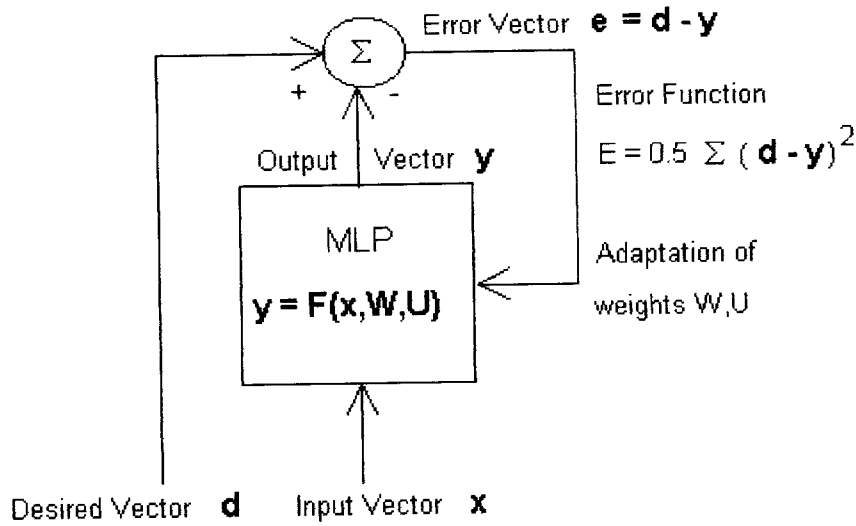 Error Vector e = d - y
Σ
+ -
Error Function
E = 0.5 Σ ( d - y)²
Output Vector y
MLP
y = F(x,W,U)
Adaptation of
weights W,U
Desired Vector d Input Vector x